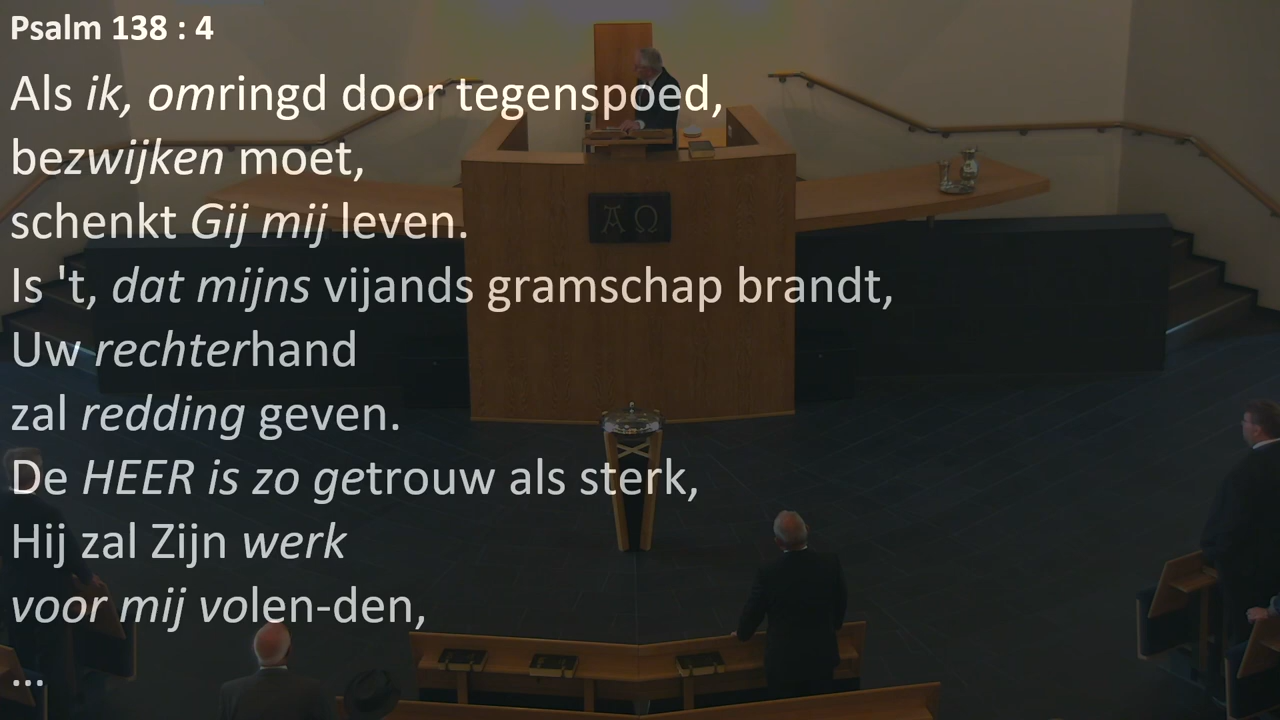 Psalm 138 : 4
Als ik, omringd door tegenspoed,
bezwijken moet,
schenkt Gij mij leven.
Is 't, dat mijns vijands gramschap brandt,
Uw rechterhand
zal redding geven.
De HEER is zo getrouw als sterk,
Hij zal Zijn werk
voor mij volen-den,
...
ΑΩ